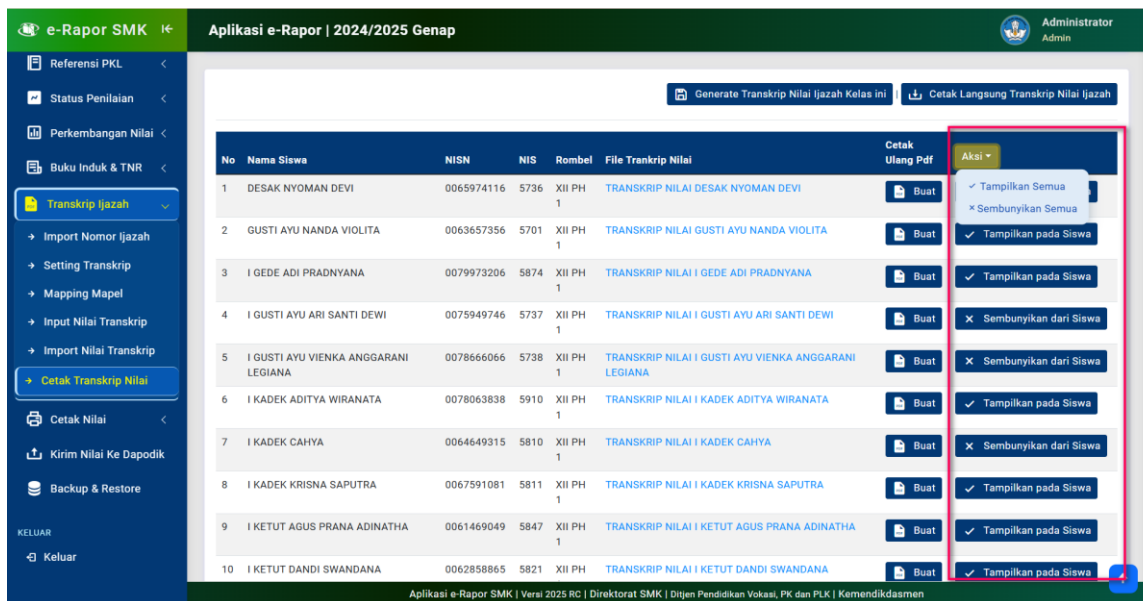 e-Rapor SMK
Aplikasi e-Rapor | 2024/2025 Genap
Administrator
Admin
Referensi PKL
Status Penilaian
Perkembangan Nilai
Buku Induk & TNR
Transkrip Ijazah
Import Nomor Ijazah
Setting Transkrip
Mapping Mapel
Input Nilai Transkrip
Import Nilai Transkrip
Cetak Transkrip Nilai
Cetak Nilai
Kirim Nilai Ke Dapodik
Backup & Restore
KELUAR
Keluar
Generate Transkrip Nilai Ijazah Kelas ini | Cetak Langsung Transkrip Nilai Ijazah
No Nama Siswa NISN NIS Rombel File Trankrip Nilai Cetak Ulang Pdf Aksi
Tampilkan Semua
Sembunyikan Semua
1 DESAK NYOMAN DEVI 0065974116 5736 XII PH 1 TRANSKRIP NILAI DESAK NYOMAN DEVI Buat
2 GUSTI AYU NANDA VIOLITA 0063657356 5701 XII PH 1 TRANSKRIP NILAI GUSTI AYU NANDA VIOLITA Buat Tampilkan pada Siswa
3 I GEDE ADI PRADNYANA 0079973206 5874 XII PH 1 TRANSKRIP NILAI I GEDE ADI PRADNYANA Buat Tampilkan pada Siswa
4 I GUSTI AYU ARI SANTI DEWI 0075949746 5737 XII PH 1 TRANSKRIP NILAI I GUSTI AYU ARI SANTI DEWI Buat Sembunyikan dari Siswa
5 I GUSTI AYU VIENKA ANGGARANI LEGIANA 0078666066 5738 XII PH 1 TRANSKRIP NILAI I GUSTI AYU VIENKA ANGGARANI LEGIANA Buat Sembunyikan dari Siswa
6 I KADEK ADITYA WIRANATA 0078063838 5910 XII PH 1 TRANSKRIP NILAI I KADEK ADITYA WIRANATA Buat Tampilkan pada Siswa
7 I KADEK CAHYA 0064649315 5810 XII PH 1 TRANSKRIP NILAI I KADEK CAHYA Buat Sembunyikan dari Siswa
8 I KADEK KRISNA SAPUTRA 0067591081 5811 XII PH 1 TRANSKRIP NILAI I KADEK KRISNA SAPUTRA Buat Tampilkan pada Siswa
9 I KETUT AGUS PRANA ADINATHA 0061469049 5847 XII PH 1 TRANSKRIP NILAI I KETUT AGUS PRANA ADINATHA Buat Tampilkan pada Siswa
10 I KETUT DANDI SWANDANA 0062858865 5821 XII PH TRANSKRIP NILAI I KETUT DANDI SWANDANA Buat Tampilkan pada Siswa
Aplikasi e-Rapor SMK | Versi 2025 RC | Direktorat SMK | Ditjen Pendidikan Vokasi, PK dan PLK | Kemendikdasmen